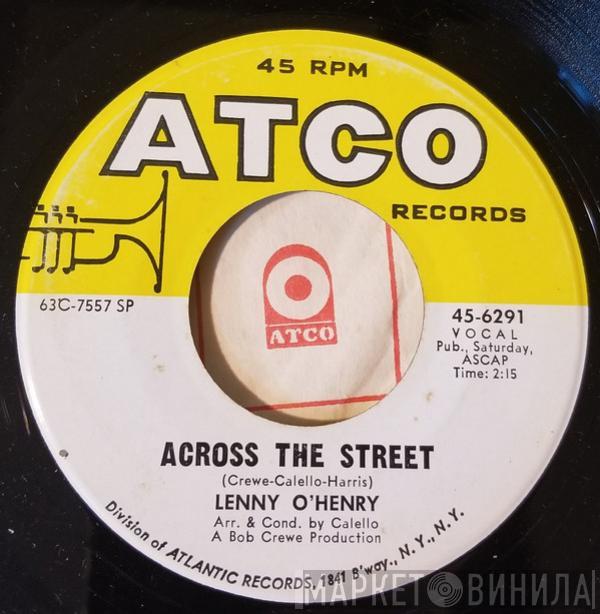 45 RPM
ATCO
RECORDS
63C-7557 SP
ATCO
45-6291
VOCAL
Pub., Saturday,
ASCAP
Time: 2:15
ACROSS THE STREET
(Crewe-Calello-Harris)
LENNY O'HENRY
Arr. & Cond. by Calello
A Bob Crewe Production
Division of ATLANTIC RECORDS, 1841 B'way., N.Y., N.Y.
МАРКЕТ ВИНИЛА